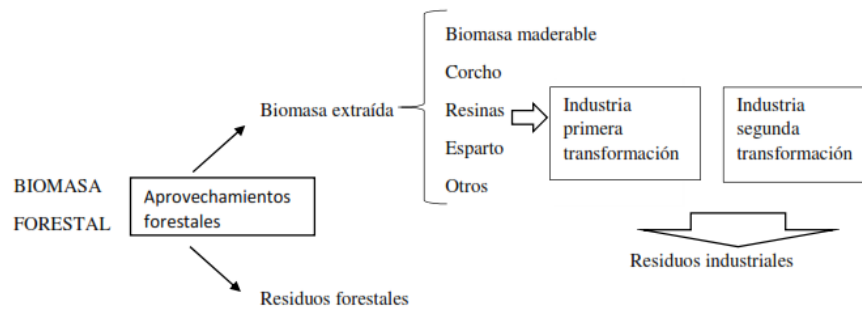 BIOMASA
FORESTAL
Aprovechamientos
forestales
Biomasa extraída
Residuos forestales
Biomasa maderable
Corcho
Resinas
Esparto
Otros
Industria
primera
transformación
Industria
segunda
transformación
Residuos industriales